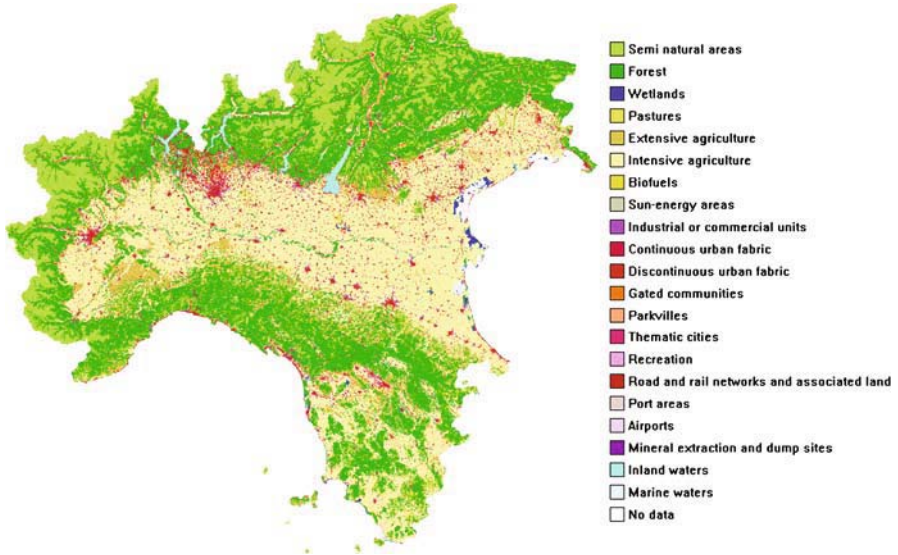 Semi natural areas
Forest
Wetlands
Pastures
Extensive agriculture
Intensive agriculture
Biofuels
Sun-energy areas
Industrial or commercial units
Continuous urban fabric
Discontinuous urban fabric
Gated communities
Parkvilles
Thematic cities
Recreation
Road and rail networks and associated land
Port areas
Airports
Mineral extraction and dump sites
Inland waters
Marine waters
No data